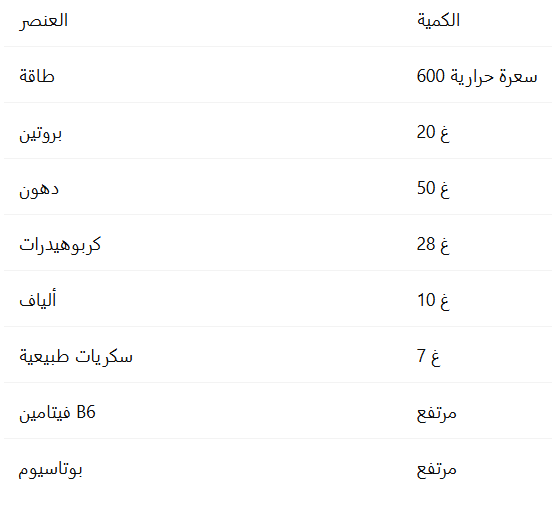 العنصر الكمية
طاقة 600 سعرة حرارية
بروتين 20 غ
دهون 50 غ
كربوهيدرات 28 غ
ألياف 10 غ
سكريات طبيعية 7 غ
فيتامين B6 مرتفع
بوتاسيوم مرتفع